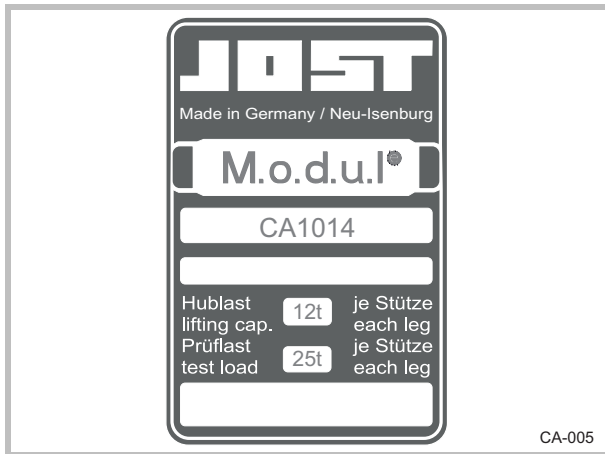 JOST
Made in Germany / Neu-Isenburg
M.o.d.u.l
CA1014
Hublast je Stütze
lifting cap. 12t each leg
Prüflast je Stütze
test load 25t each leg
CA-005